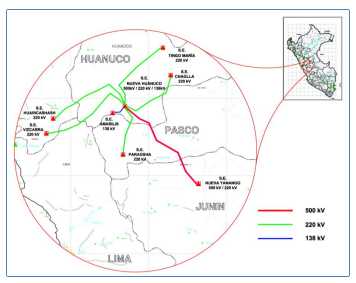 HUANUCO
HUANUCO
S.E.
TINGO MARÍA
220 kV
S.E.
CHAGLLA
220 kV
S.E.
NUEVA HUÁNUCO
500kV / 220 kV / 138kV
S.E.
HUARICASHASH
220 kV
S.E.
VIZCARRA
220 kV
S.E.
AMARILIS
138 kV
PASCO
S.E.
PARAGSHA
220 kV
LIMA
S.E.
NUEVA YANANGO
500 kV / 220 kV
JUNIN
LIMA
500 kV
220 kV
138 kV